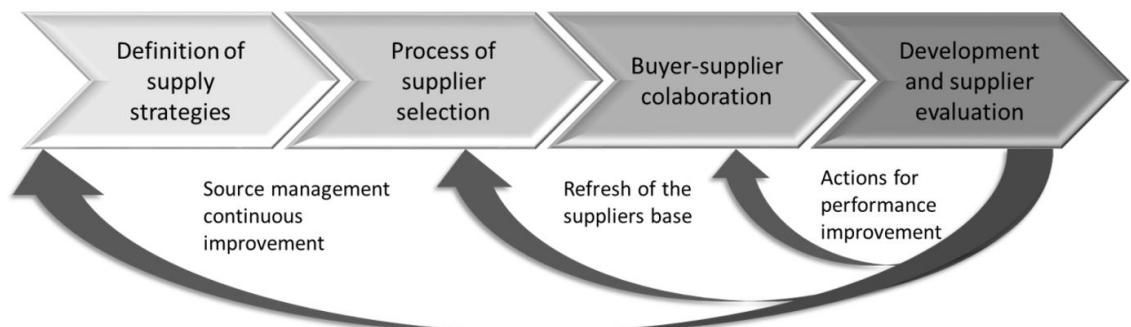 Definition of
supply
strategies
Process of
supplier
selection
Buyer-supplier
colaboration
Development
and supplier
evaluation
Source management
continuous
improvement
Refresh of the
suppliers base
Actions for
performance
improvement